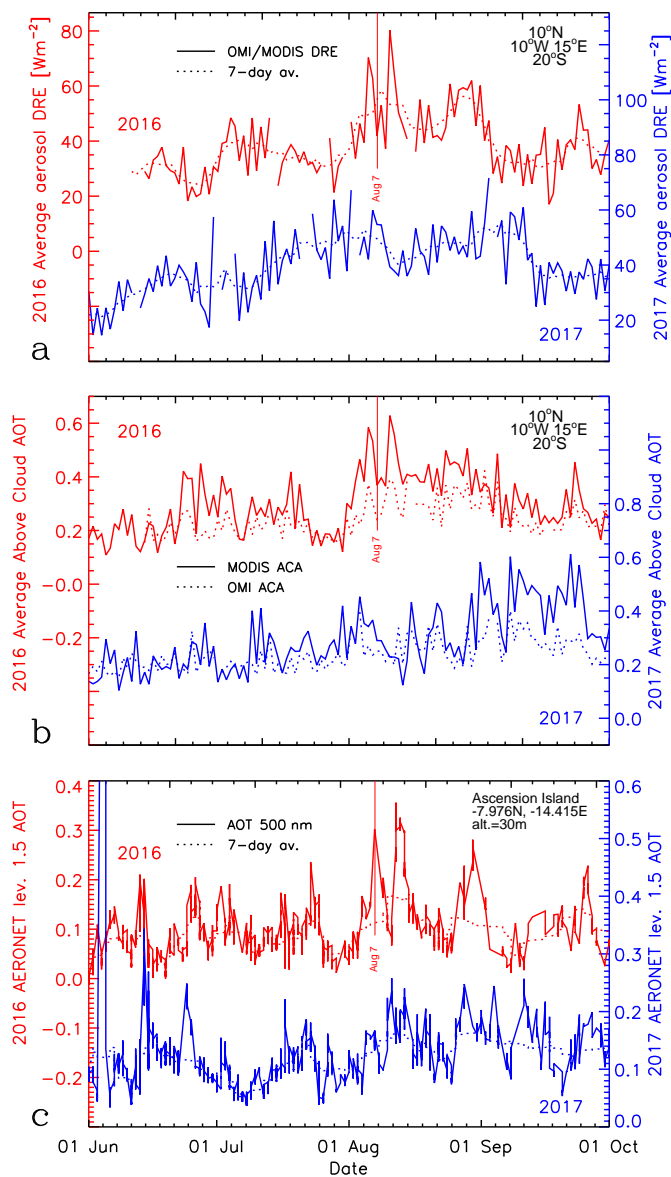 80
60
40
20
0
2016 Average aerosol DRE [Wm⁻²]
OMI/MODIS DRE
7-day av.
10°N
10°W 15°E
20°S
2016
Aug 7
2017
100
80
60
40
20
2017 Average aerosol DRE [Wm⁻²]
a
0.6
0.4
0.2
−0.0
−0.2
2016 Average Above Cloud AOT
2016
10°N
10°W 15°E
20°S
Aug 7
MODIS ACA
OMI ACA
2017
0.8
0.6
0.4
0.2
0.0
2017 Average Above Cloud AOT
b
0.4
0.3
0.2
0.1
0.0
−0.1
−0.2
2016 AERONET lev. 1.5 AOT
AOT 500 nm
7-day av.
Ascension Island
-7.976N, -14.415E
alt.=30m
2016
Aug 7
2017
0.6
0.5
0.4
0.3
0.2
0.1
0.0
2017 AERONET lev. 1.5 AOT
c
01 Jun
01 Jul
01 Aug
01 Sep
01 Oct
Date